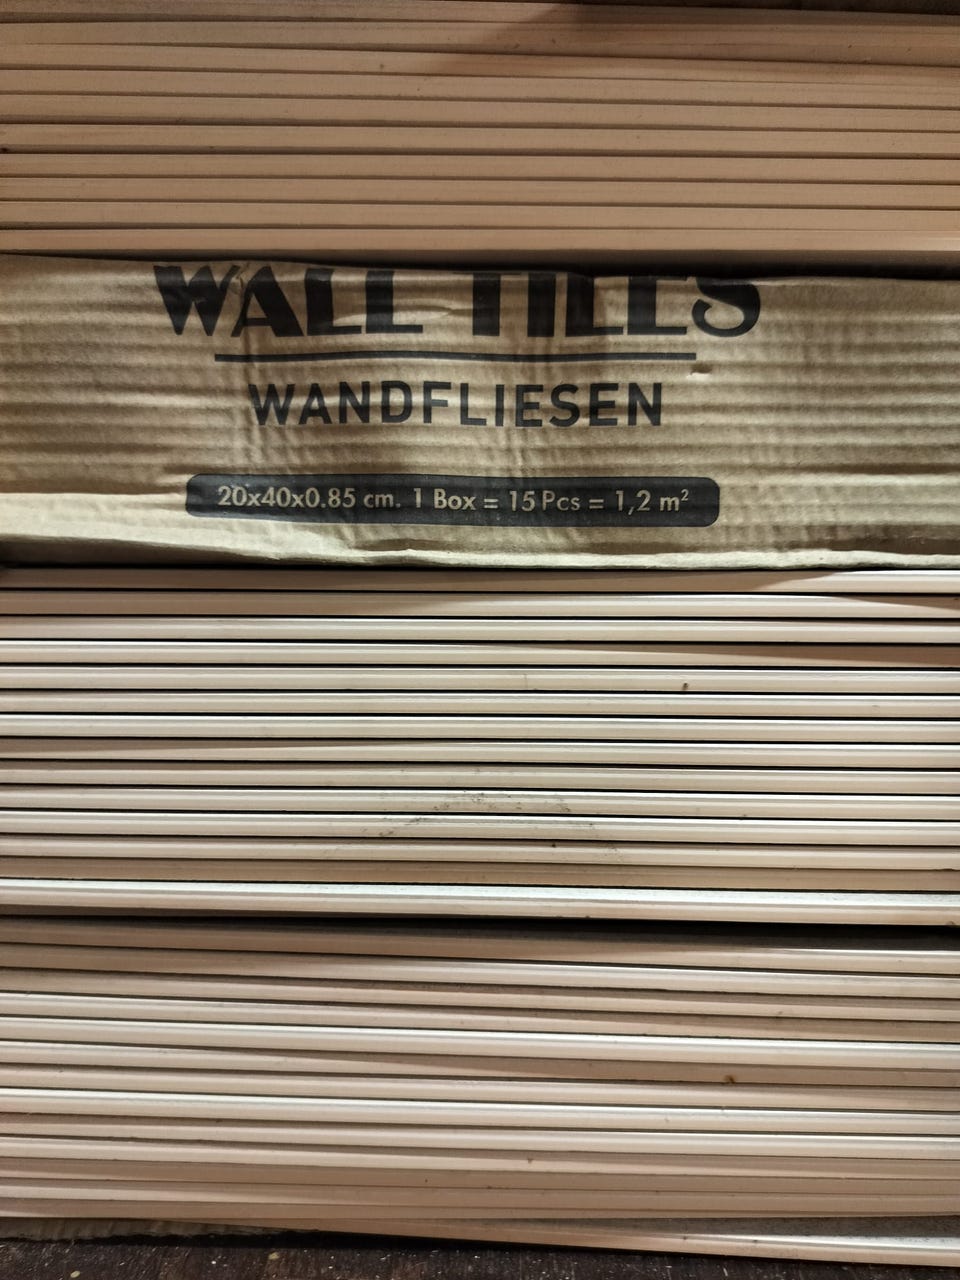 WALL TILES
WANDFLIESEN
20x40x0.85 cm. 1 Box = 15 Pcs = 1,2 m²